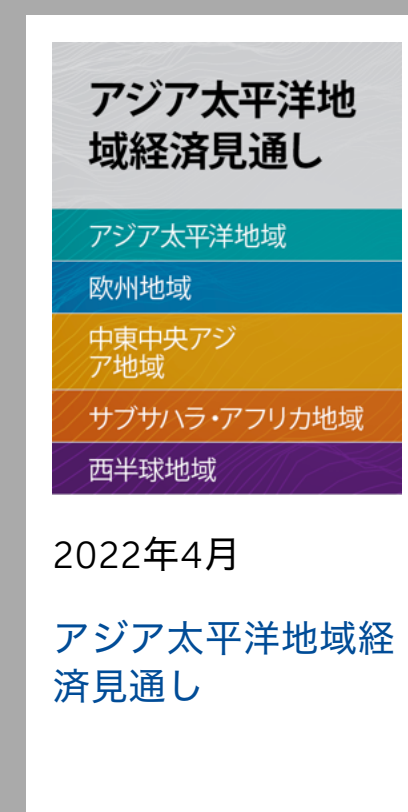 アジア太平洋地
域経済見通し
アジア太平洋地域
欧州地域
中東中央アジ
ア地域
サブサハラ・アフリカ地域
西半球地域
2022年4月
アジア太平洋地域経
済見通し